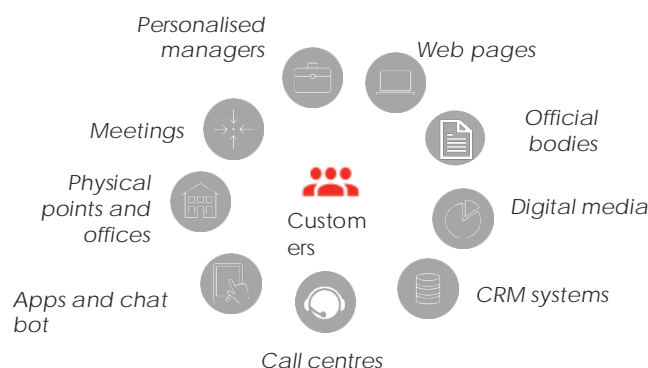 Personalised
managers
Web pages
Meetings
Official
bodies
Physical
points and
offices
Custom
ers
Digital media
Apps and chat
bot
CRM systems
Call centres